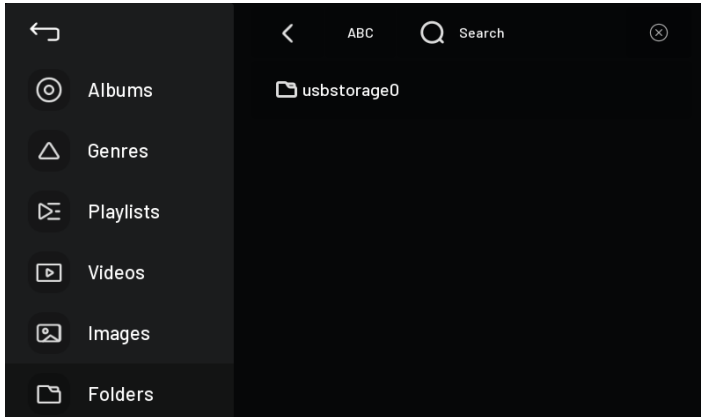 ABC
Search
Albums
usbstorage0
Genres
Playlists
Videos
Images
Folders